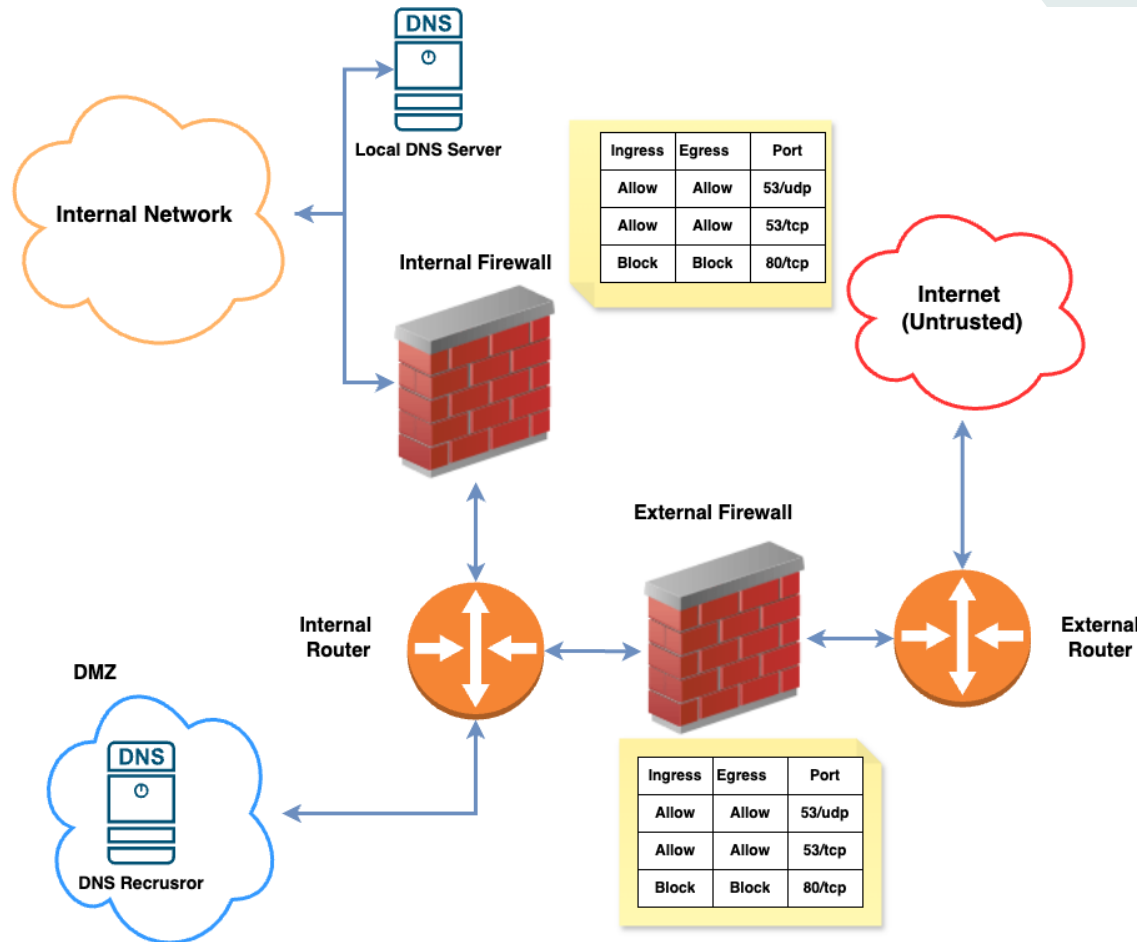 DNS
Local DNS Server
Internal Network
Ingress Egress Port
Allow Allow 53/udp
Allow Allow 53/tcp
Block Block 80/tcp
Internal Firewall
Internet
(Untrusted)
External Firewall
Internal
Router
External
Router
DMZ
DNS
DNS Recrusror
Ingress Egress Port
Allow Allow 53/udp
Allow Allow 53/tcp
Block Block 80/tcp